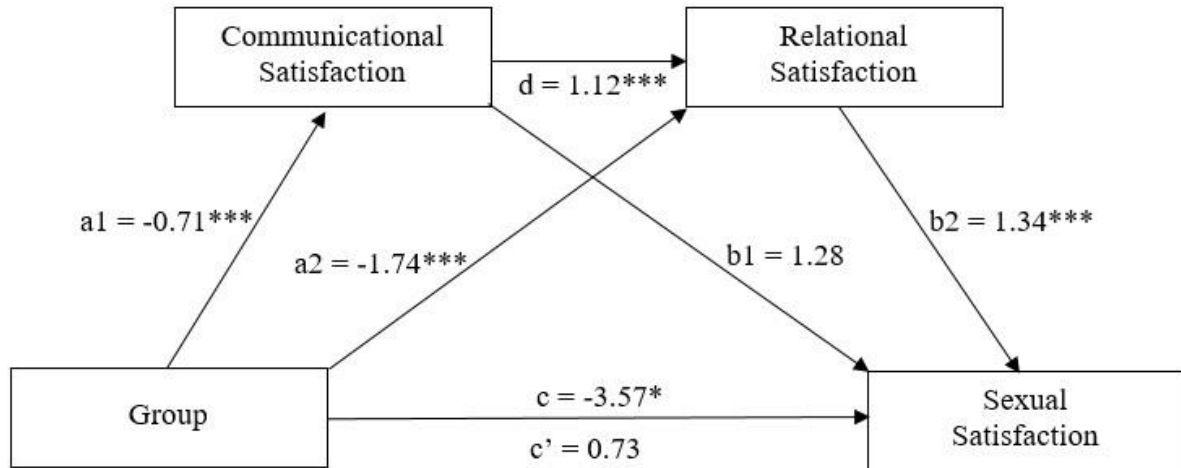 Communicational
Satisfaction
Relational
Satisfaction
d = 1.12***
a1 = -0.71***
a2 = -1.74***
b1 = 1.28
b2 = 1.34***
Group
c = -3.57*
c’ = 0.73
Sexual
Satisfaction